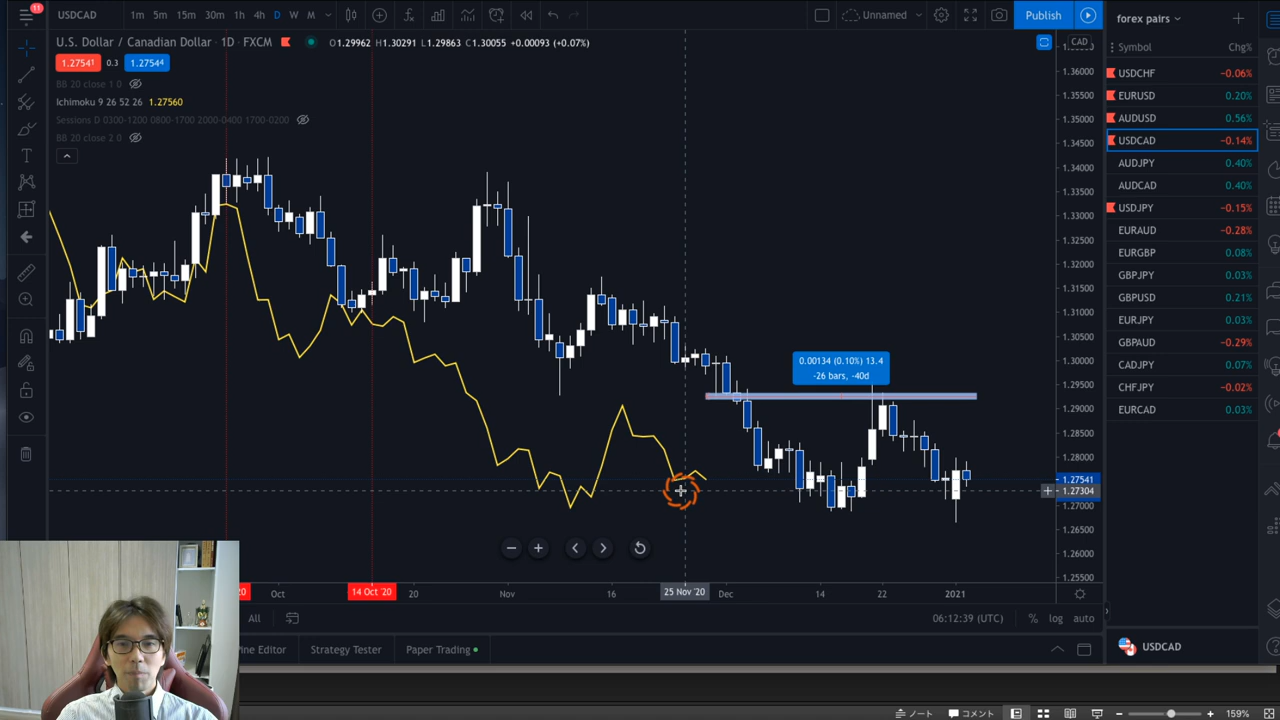 11
USDCAD 1m 5m 15m 30m 1h 4h D W M Unnamed Publish forex pairs
U.S. Dollar / Canadian Dollar · 1D · FXCM O1.29962 H1.30291 L1.29863 C1.30055 +0.00093 (+0.07%)
1.27541 0.3 1.27544
BB 20 close 1 0
Ichimoku 9 26 52 26 1.27560
Sessions D 0300-1200 0800-1700 2000-0400 1700-0200
BB 20 close 2 0
CAD
1.36000
1.35500
1.35000
1.34500
1.34000
1.33500
1.33000
1.32500
1.32000
1.31500
1.31000
1.30500
1.30000
1.29500
1.29000
1.28500
1.28000
1.27541
1.27304
1.27000
1.26500
1.26000
1.25500
0.00134 (0.10%) 13.4
-26 bars, -40d
20 Oct 14 Oct '20 20 Nov 16 25 Nov '20 Dec 14 22 2021
All 06:12:39 (UTC) % log auto
Pine Editor Strategy Tester Paper Trading
Symbol Chg%
USDCHF −0.06%
EURUSD 0.20%
AUDUSD 0.56%
USDCAD −0.14%
AUDJPY 0.40%
AUDCAD 0.40%
USDJPY −0.15%
EURAUD −0.28%
EURGBP 0.08%
GBPJPY 0.03%
GBPUSD 0.21%
EURJPY 0.03%
GBPAUD −0.29%
CADJPY 0.07%
CHFJPY −0.02%
EURCAD 0.03%
USDCAD
ノート コメント 159%